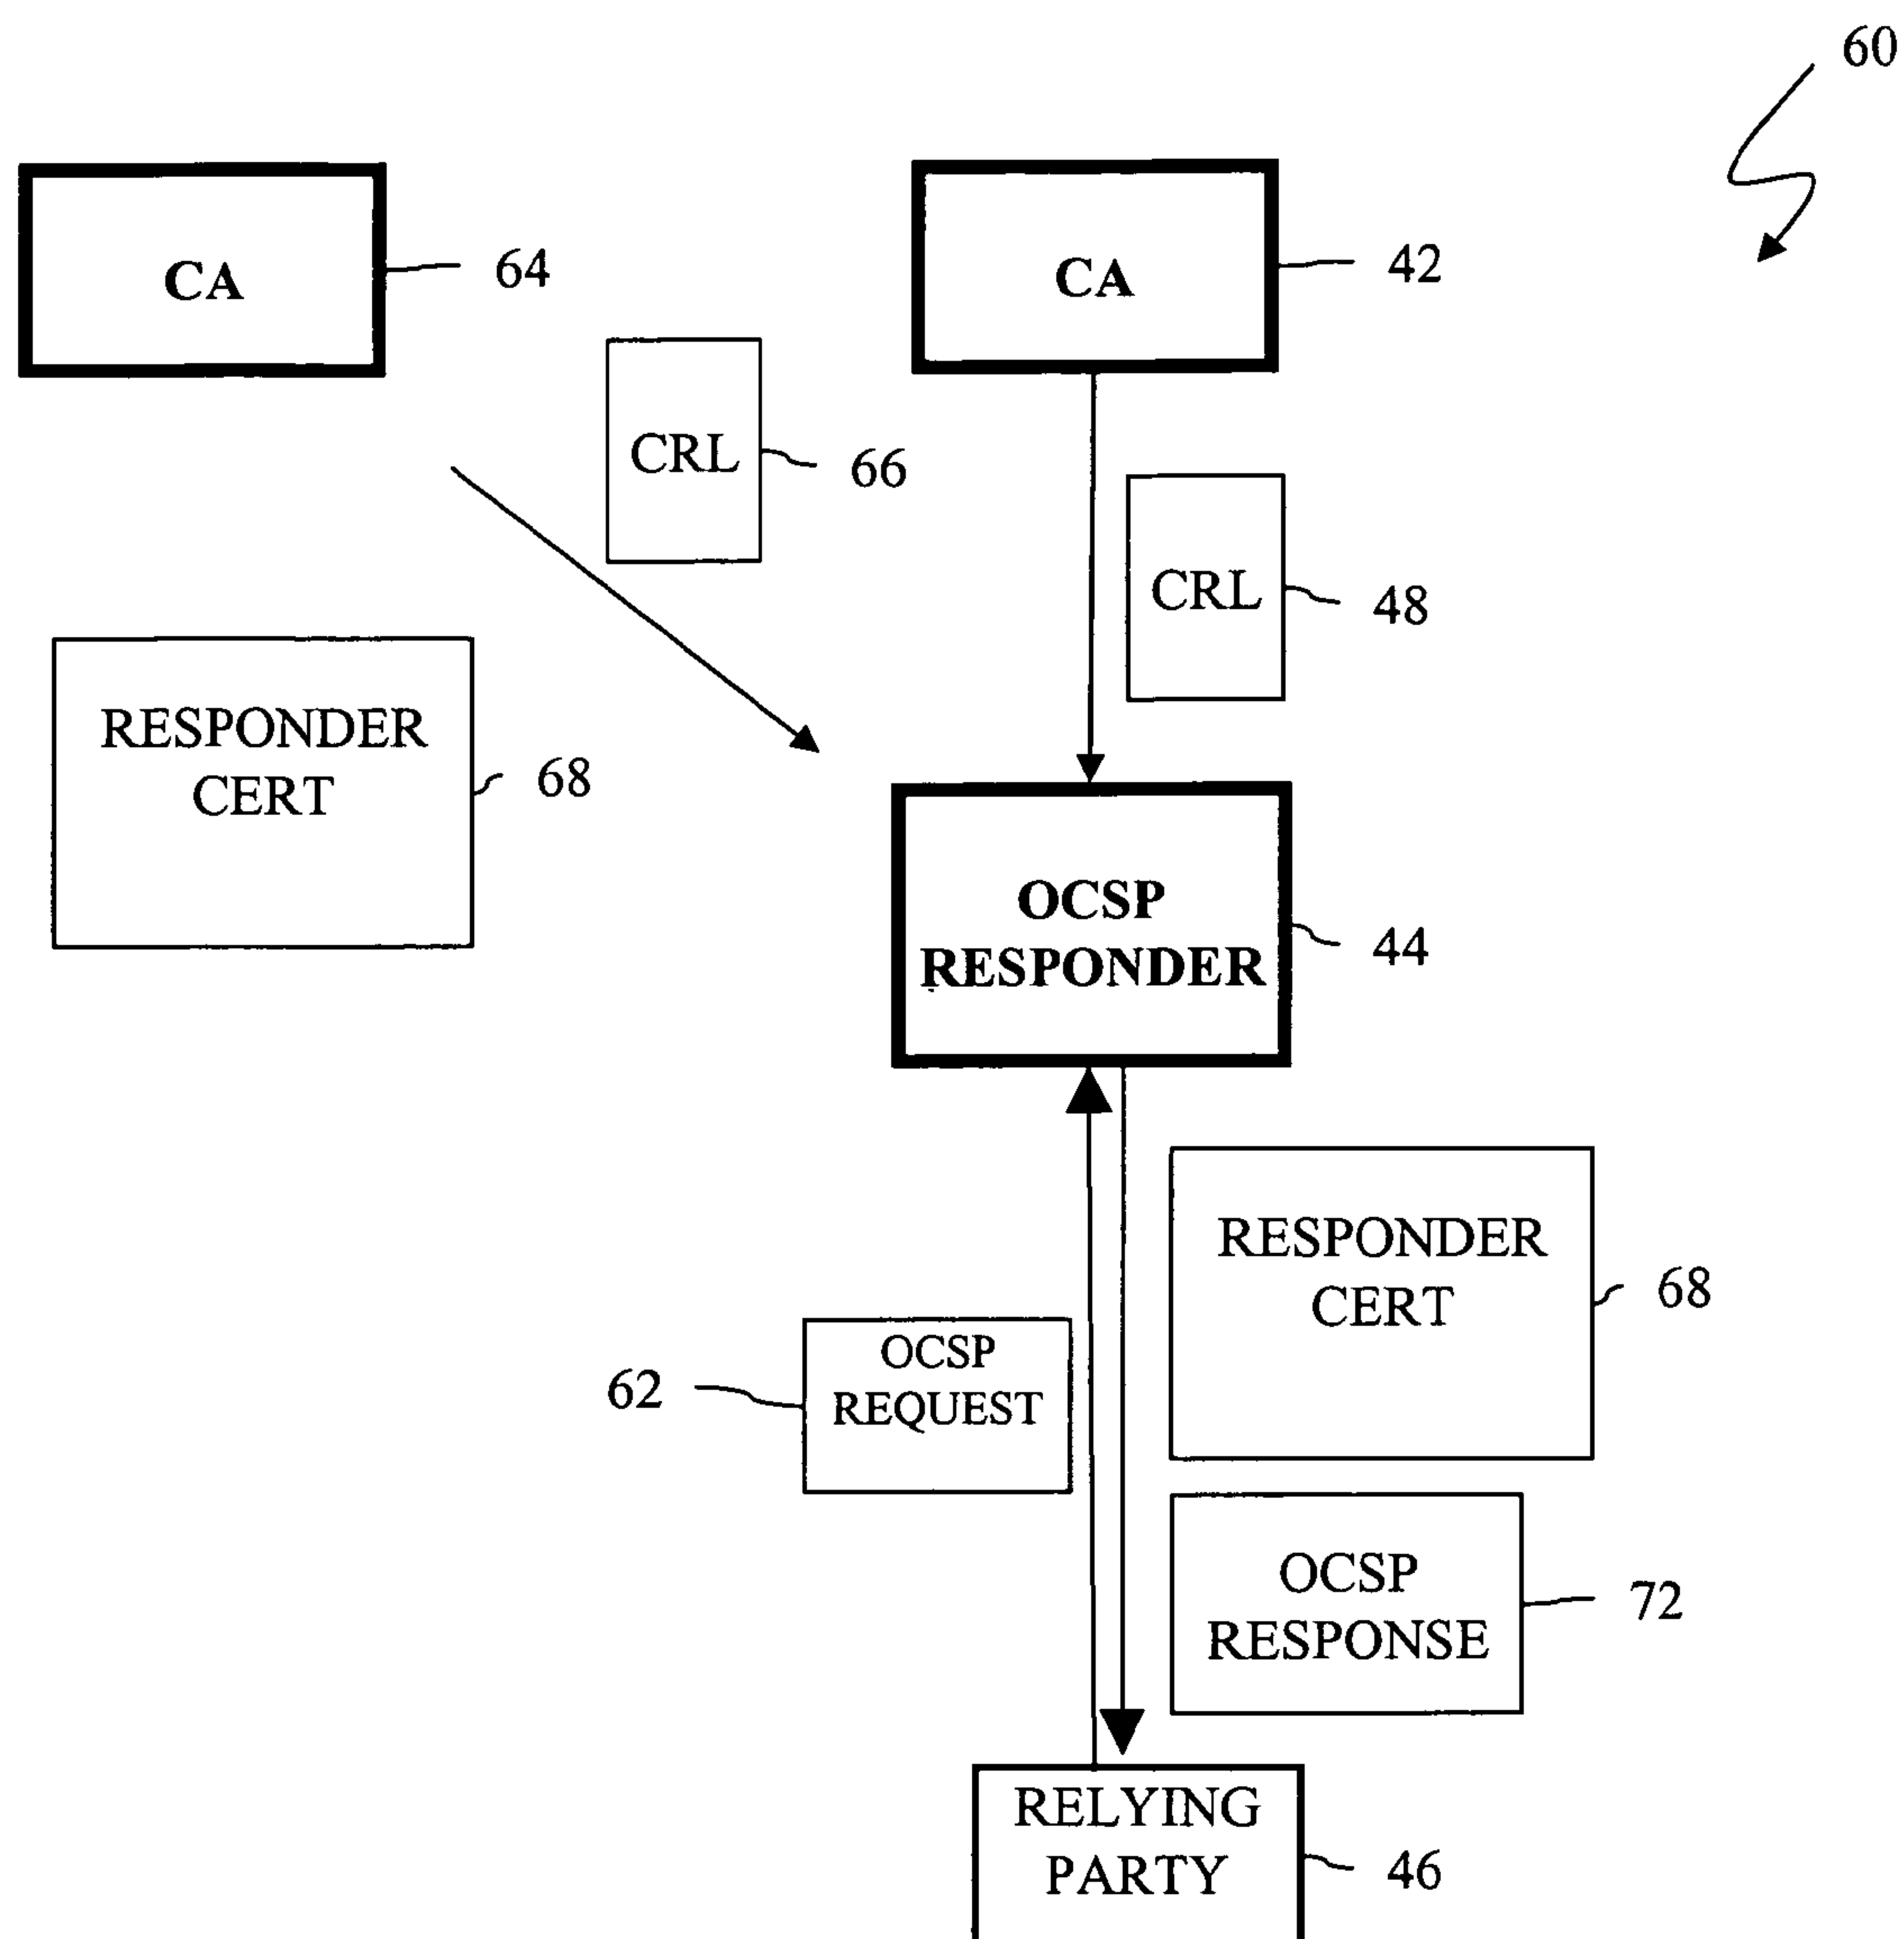 60
CA
64
CA
42
CRL
66
CRL
48
RESPONDER
CERT
68
OCSP
RESPONDER
44
RESPONDER
CERT
68
OCSP
REQUEST
62
OCSP
RESPONSE
72
RELYING
PARTY
46